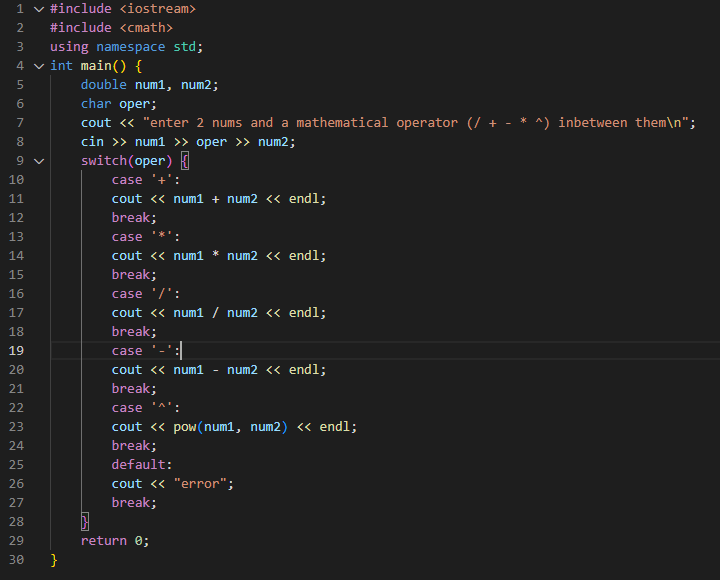 1 #include <iostream>
2 #include <cmath>
3 using namespace std;
4 int main() {
5     double num1, num2;
6     char oper;
7     cout << "enter 2 nums and a mathematical operator (/ + - * ^) inbetween them\n";
8     cin >> num1 >> oper >> num2;
9     switch(oper) {
10         case '+':
11         cout << num1 + num2 << endl;
12         break;
13         case '*':
14         cout << num1 * num2 << endl;
15         break;
16         case '/':
17         cout << num1 / num2 << endl;
18         break;
19         case '-':
20         cout << num1 - num2 << endl;
21         break;
22         case '^':
23         cout << pow(num1, num2) << endl;
24         break;
25         default:
26         cout << "error";
27         break;
28     }
29     return 0;
30 }